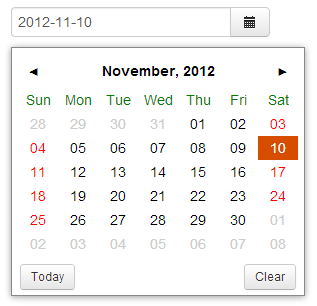 2012-11-10
◄ November, 2012 ►
Sun Mon Tue Wed Thu Fri Sat
28 29 30 31 01 02 03
04 05 06 07 08 09 10
11 12 13 14 15 16 17
18 19 20 21 22 23 24
25 26 27 28 29 30 01
02 03 04 05 06 07 08
Today Clear